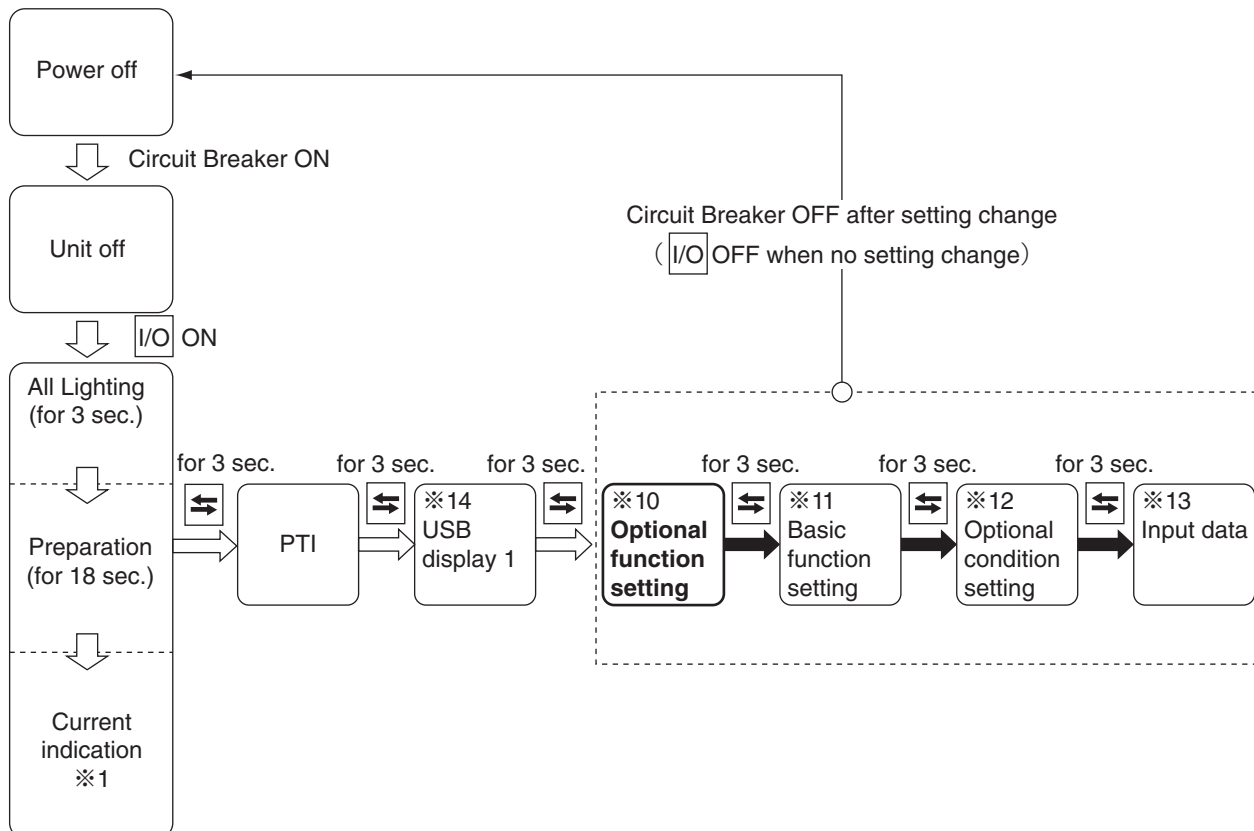 Power off
Circuit Breaker ON
Unit off
I/O ON
All Lighting
(for 3 sec.)
Preparation
(for 18 sec.)
Current
indication
※1
for 3 sec.
PTI
for 3 sec.
※14
USB
display 1
for 3 sec.
Circuit Breaker OFF after setting change
（ I/O OFF when no setting change）
※10
Optional
function
setting
for 3 sec.
※11
Basic
function
setting
for 3 sec.
※12
Optional
condition
setting
for 3 sec.
※13
Input data